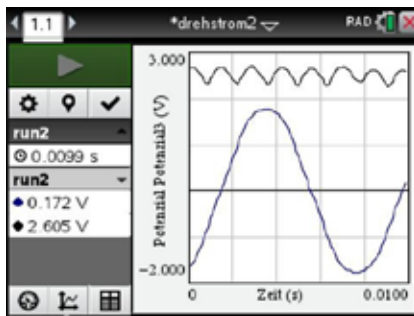 1.1
*drehstrom2
RAD
run2
0.0099 s
run2
0.172 V
2.605 V
3.000
Potenzial Potenzial3 (V)
-2.000
0
Zeit (s)
0.0100